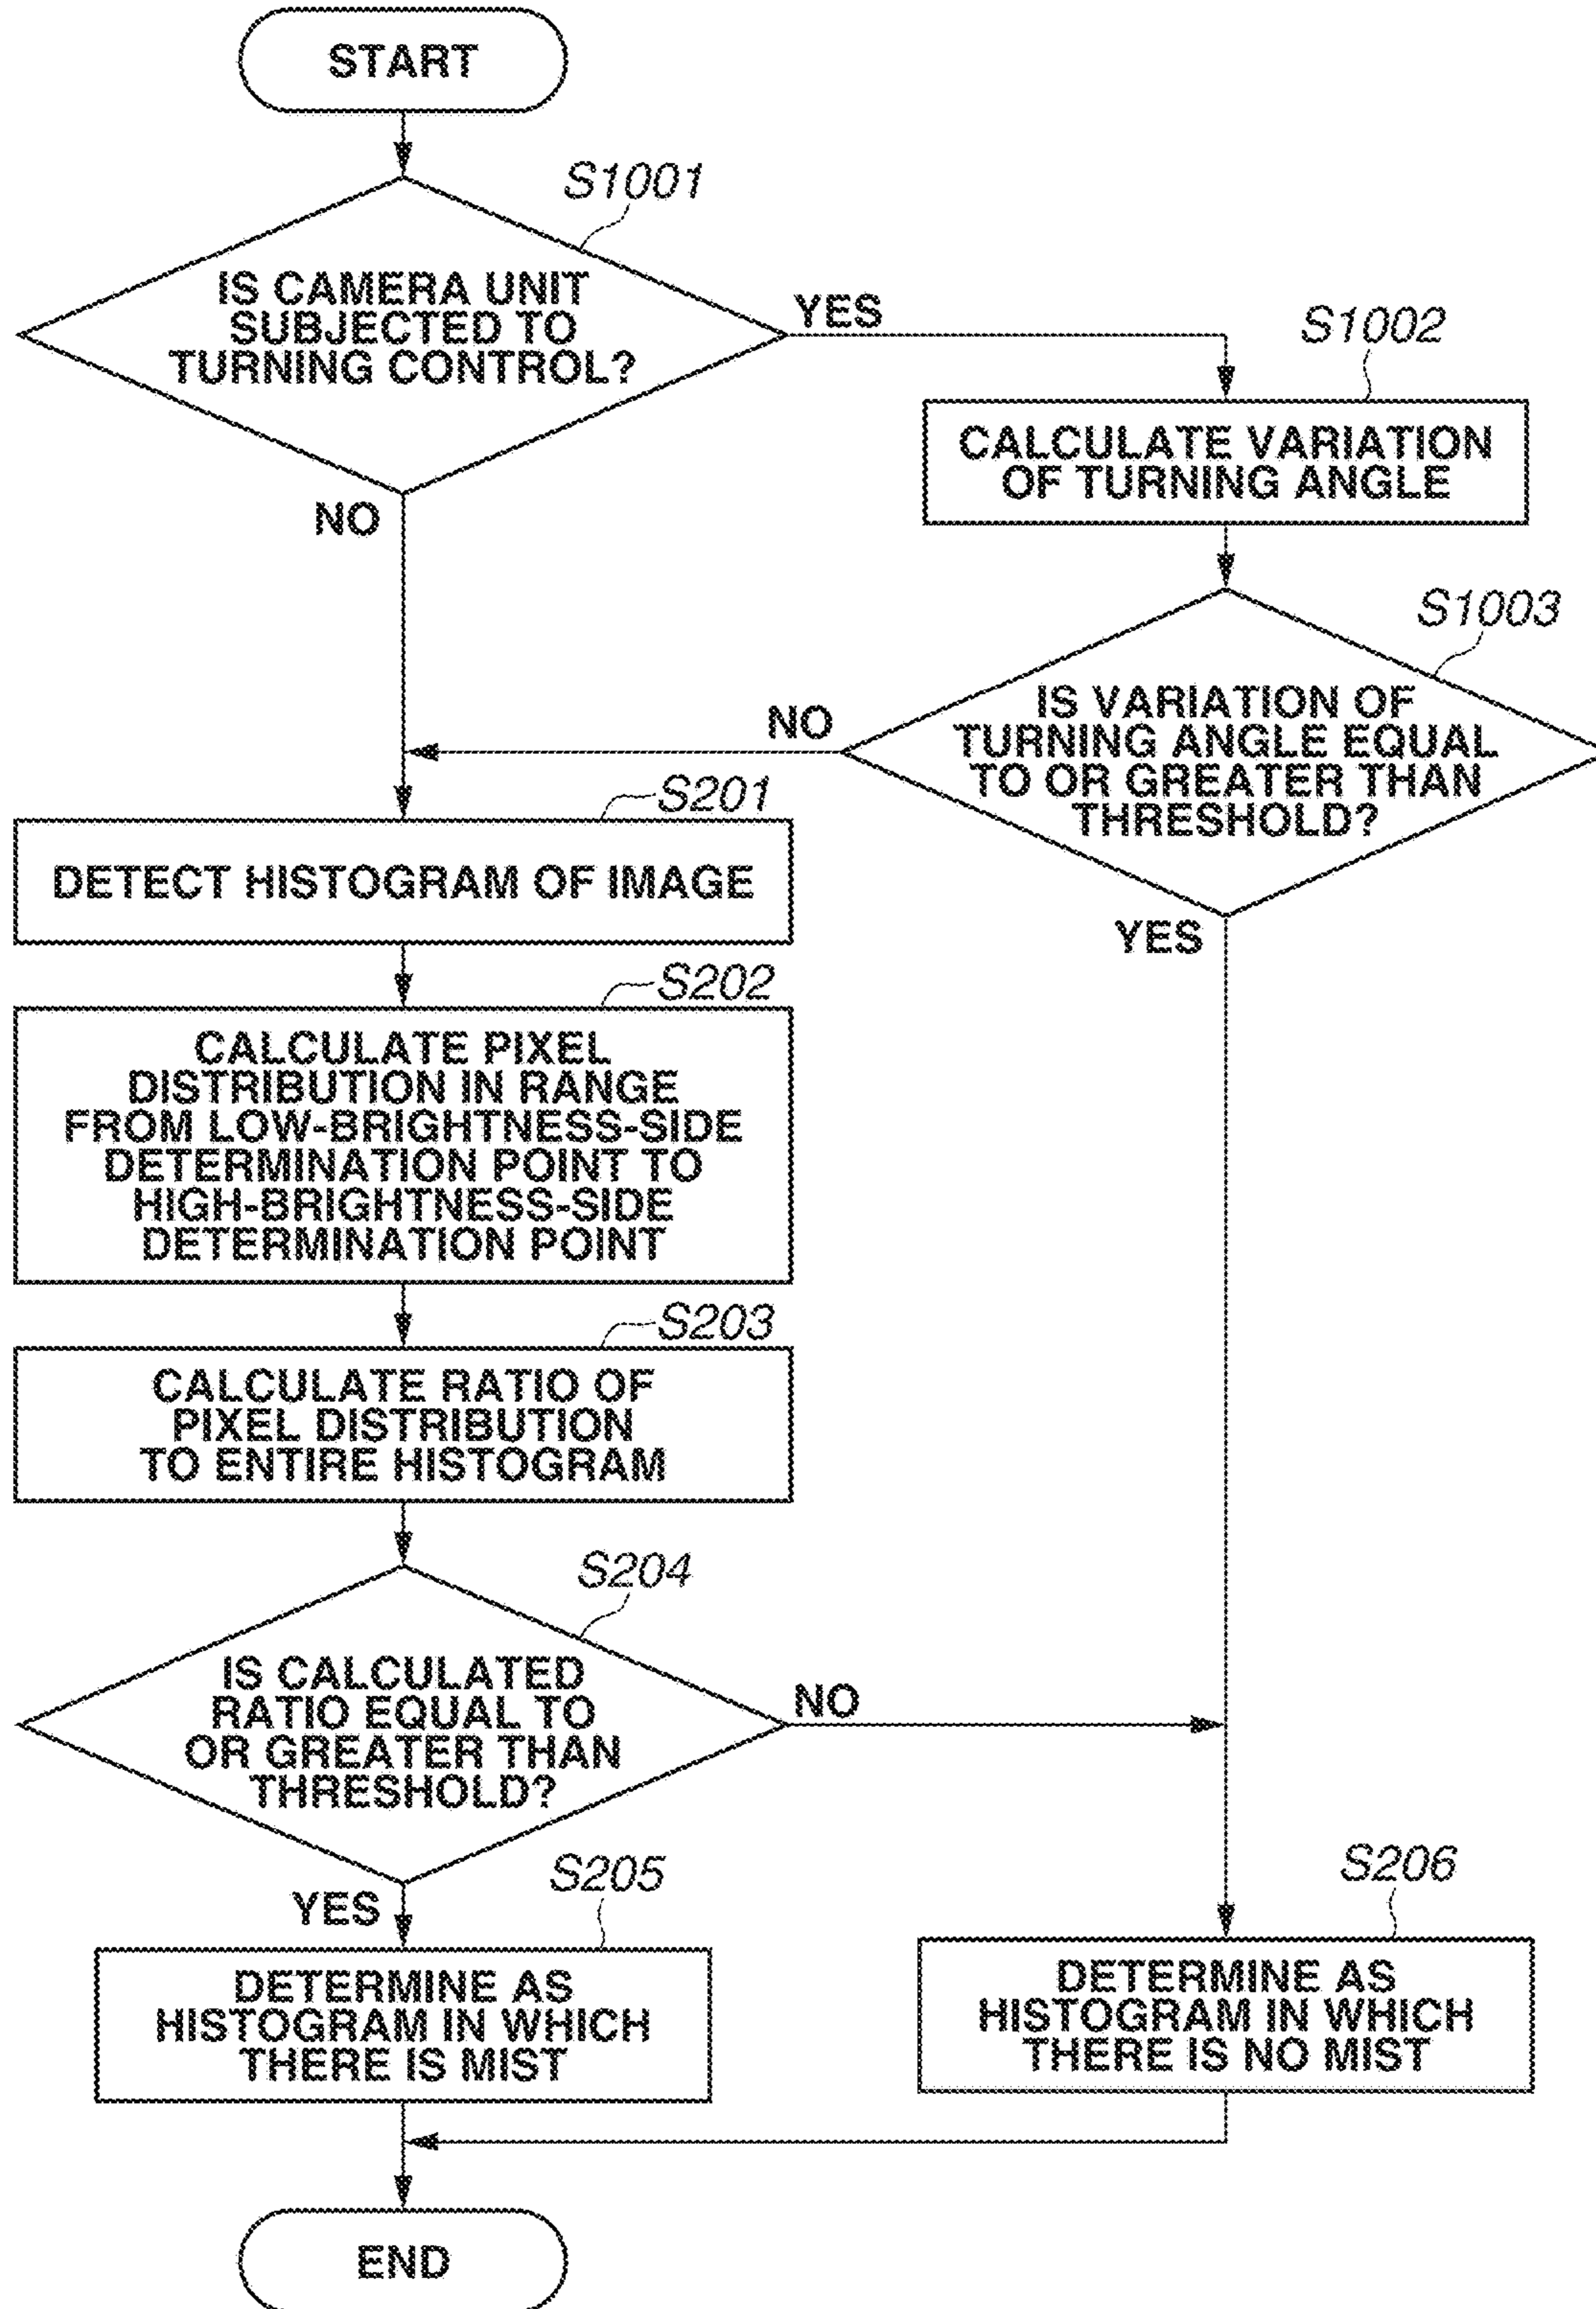 START
S1001
IS CAMERA UNIT
SUBJECTED TO
TURNING CONTROL?
YES
NO
S1002
CALCULATE VARIATION
OF TURNING ANGLE
S1003
IS VARIATION OF
TURNING ANGLE EQUAL
TO OR GREATER THAN
THRESHOLD?
NO
YES
S201
DETECT HISTOGRAM OF IMAGE
S202
CALCULATE PIXEL
DISTRIBUTION IN RANGE
FROM LOW-BRIGHTNESS-SIDE
DETERMINATION POINT TO
HIGH-BRIGHTNESS-SIDE
DETERMINATION POINT
S203
CALCULATE RATIO OF
PIXEL DISTRIBUTION
TO ENTIRE HISTOGRAM
S204
IS CALCULATED
RATIO EQUAL TO
OR GREATER THAN
THRESHOLD?
NO
YES
S205
DETERMINE AS
HISTOGRAM IN WHICH
THERE IS MIST
S206
DETERMINE AS
HISTOGRAM IN WHICH
THERE IS NO MIST
END